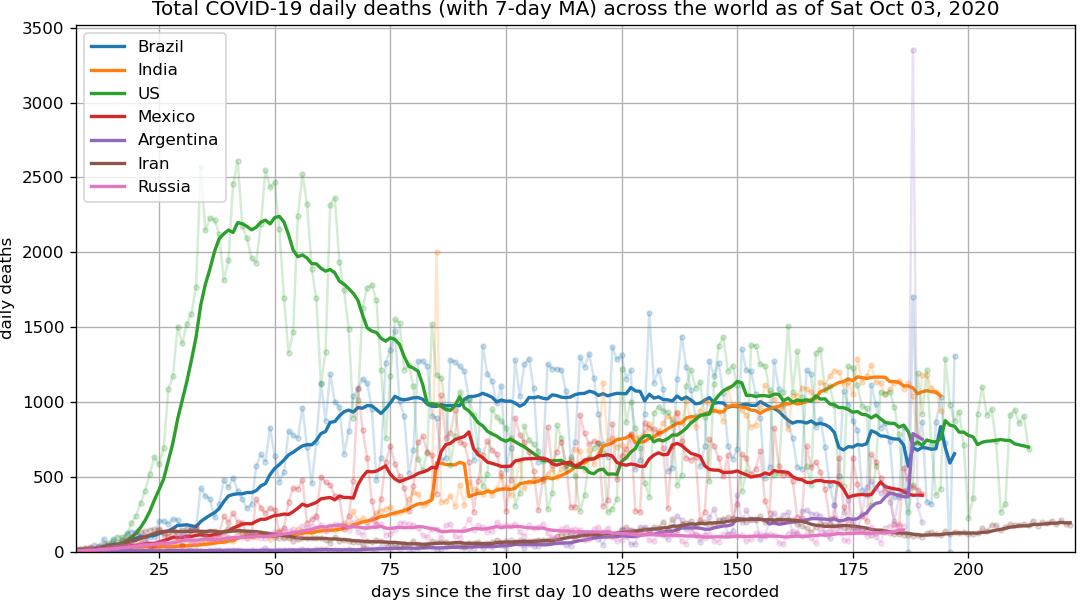 Total COVID-19 daily deaths (with 7-day MA) across the world as of Sat Oct 03, 2020
3500
3000
2500
2000
1500
1000
500
0
daily deaths
Brazil
India
US
Mexico
Argentina
Iran
Russia
25 50 75 100 125 150 175 200
days since the first day 10 deaths were recorded